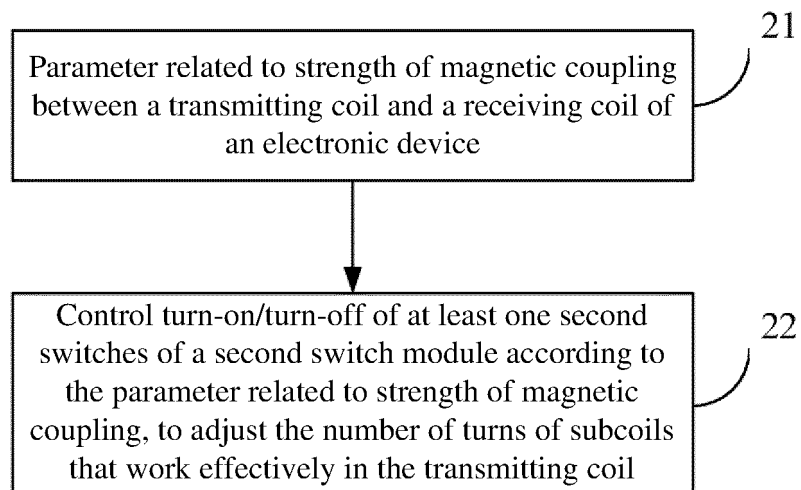 21
Parameter related to strength of magnetic coupling
between a transmitting coil and a receiving coil of
an electronic device
22
Control turn-on/turn-off of at least one second
switches of a second switch module according to
the parameter related to strength of magnetic
coupling, to adjust the number of turns of subcoils
that work effectively in the transmitting coil